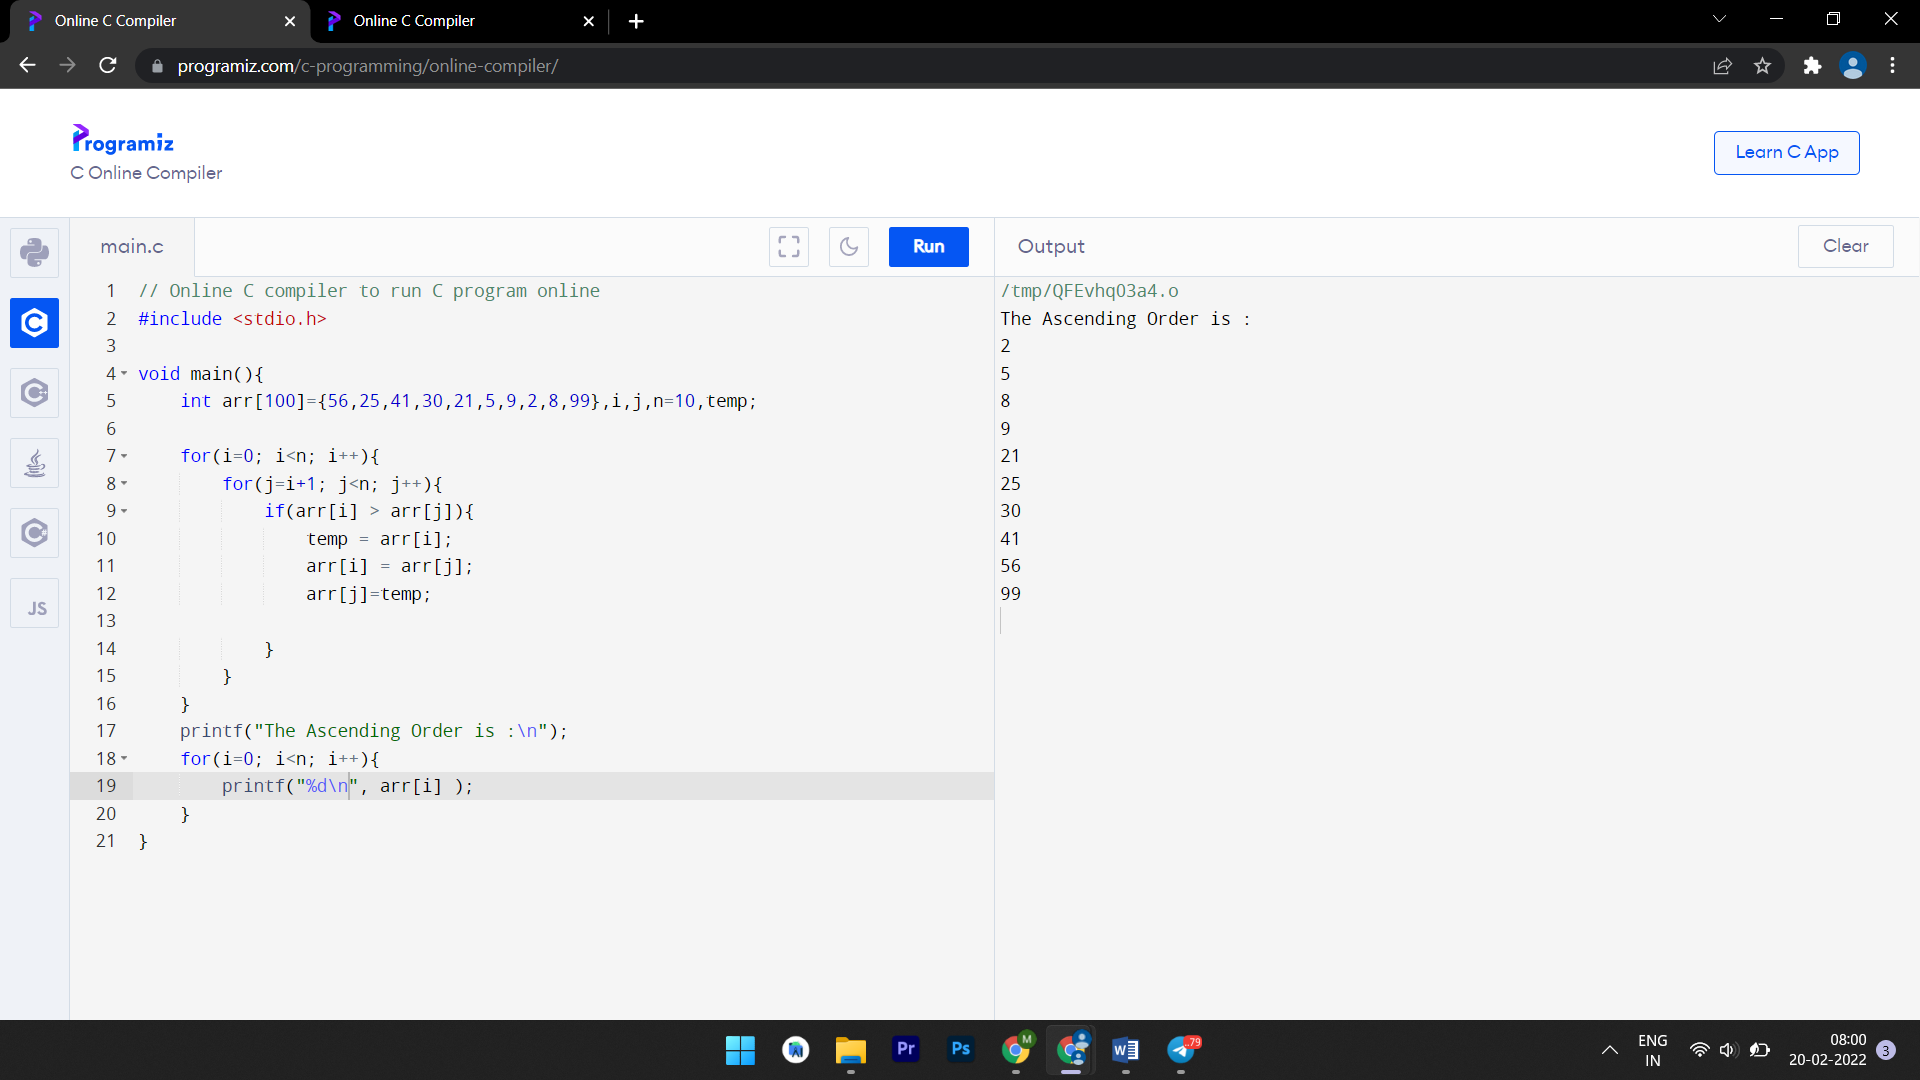 Online C Compiler
Online C Compiler
programiz.com/c-programming/online-compiler/
Programiz
C Online Compiler
Learn C App
main.c
Run
Output
Clear
1 // Online C compiler to run C program online
2 #include <stdio.h>
3
4 void main(){
5     int arr[100]={56,25,41,30,21,5,9,2,8,99},i,j,n=10,temp;
6
7     for(i=0; i<n; i++){
8         for(j=i+1; j<n; j++){
9             if(arr[i] > arr[j]){
10                 temp = arr[i];
11                 arr[i] = arr[j];
12                 arr[j]=temp;
13
14             }
15         }
16     }
17     printf("The Ascending Order is :\n");
18     for(i=0; i<n; i++){
19         printf("%d\n", arr[i] );
20     }
21 }
/tmp/QFEvhq03a4.o
The Ascending Order is :
2
5
8
9
21
25
30
41
56
99
JS
Pr
Ps
M
W
79
ENG
IN
08:00
20-02-2022
3